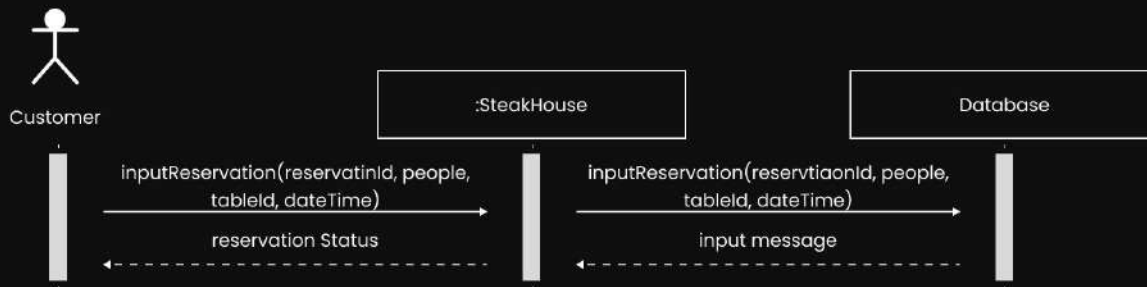 Customer
:SteakHouse
Database
inputReservation(reservatinId, people,
tableId, dateTime)
reservation Status
inputReservation(reservtiaonId, people,
tableId, dateTime)
input message